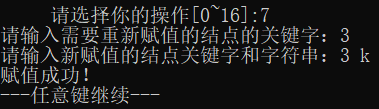 请选择你的操作[0~16]:7
请输入需要重新赋值的结点的关键字：3
请输入新赋值的结点关键字和字符串：3 k
赋值成功！
---任意键继续---